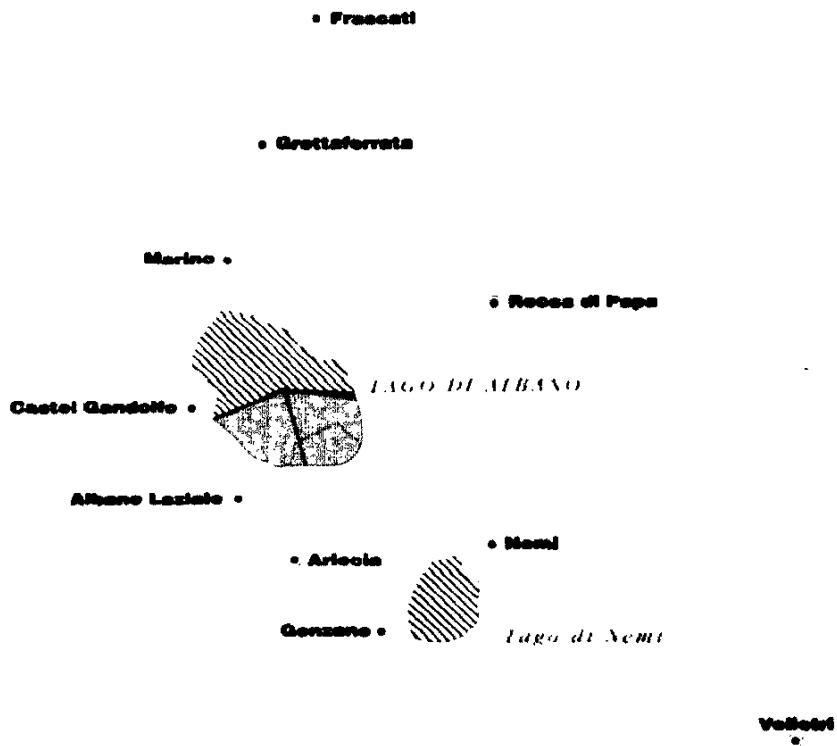 Frascati
Grottaferrata
Marino
Rocca di Papa
LAGO DI ALBANO
Castel Gandolfo
Albano Laziale
Nemi
Ariccia
Genzano
Lago di Nemi
Velletri